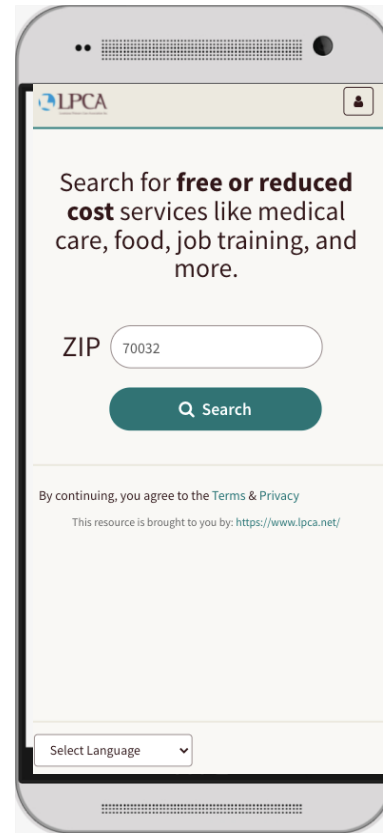 LPCA
Search for free or reduced
cost services like medical
care, food, job training, and
more.
ZIP 70032
Search
By continuing, you agree to the Terms & Privacy
This resource is brought to you by: https://www.lpca.net/
Select Language